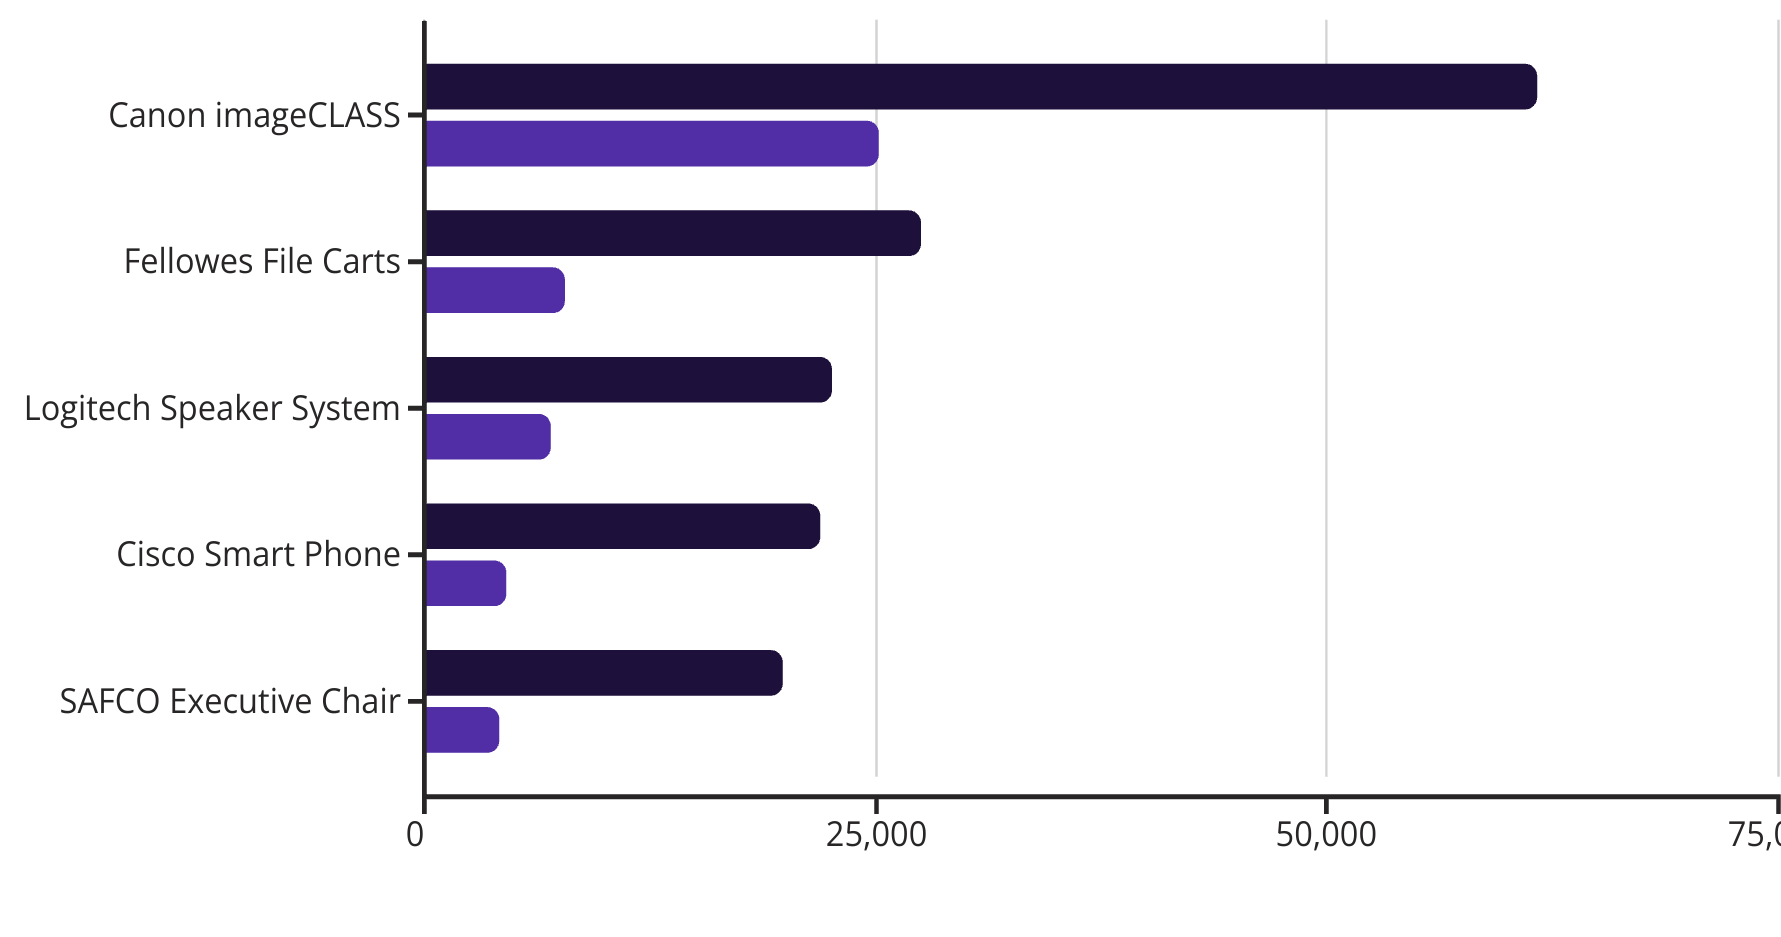 Canon imageCLASS
Fellowes File Carts
Logitech Speaker System
Cisco Smart Phone
SAFCO Executive Chair
0 25,000 50,000